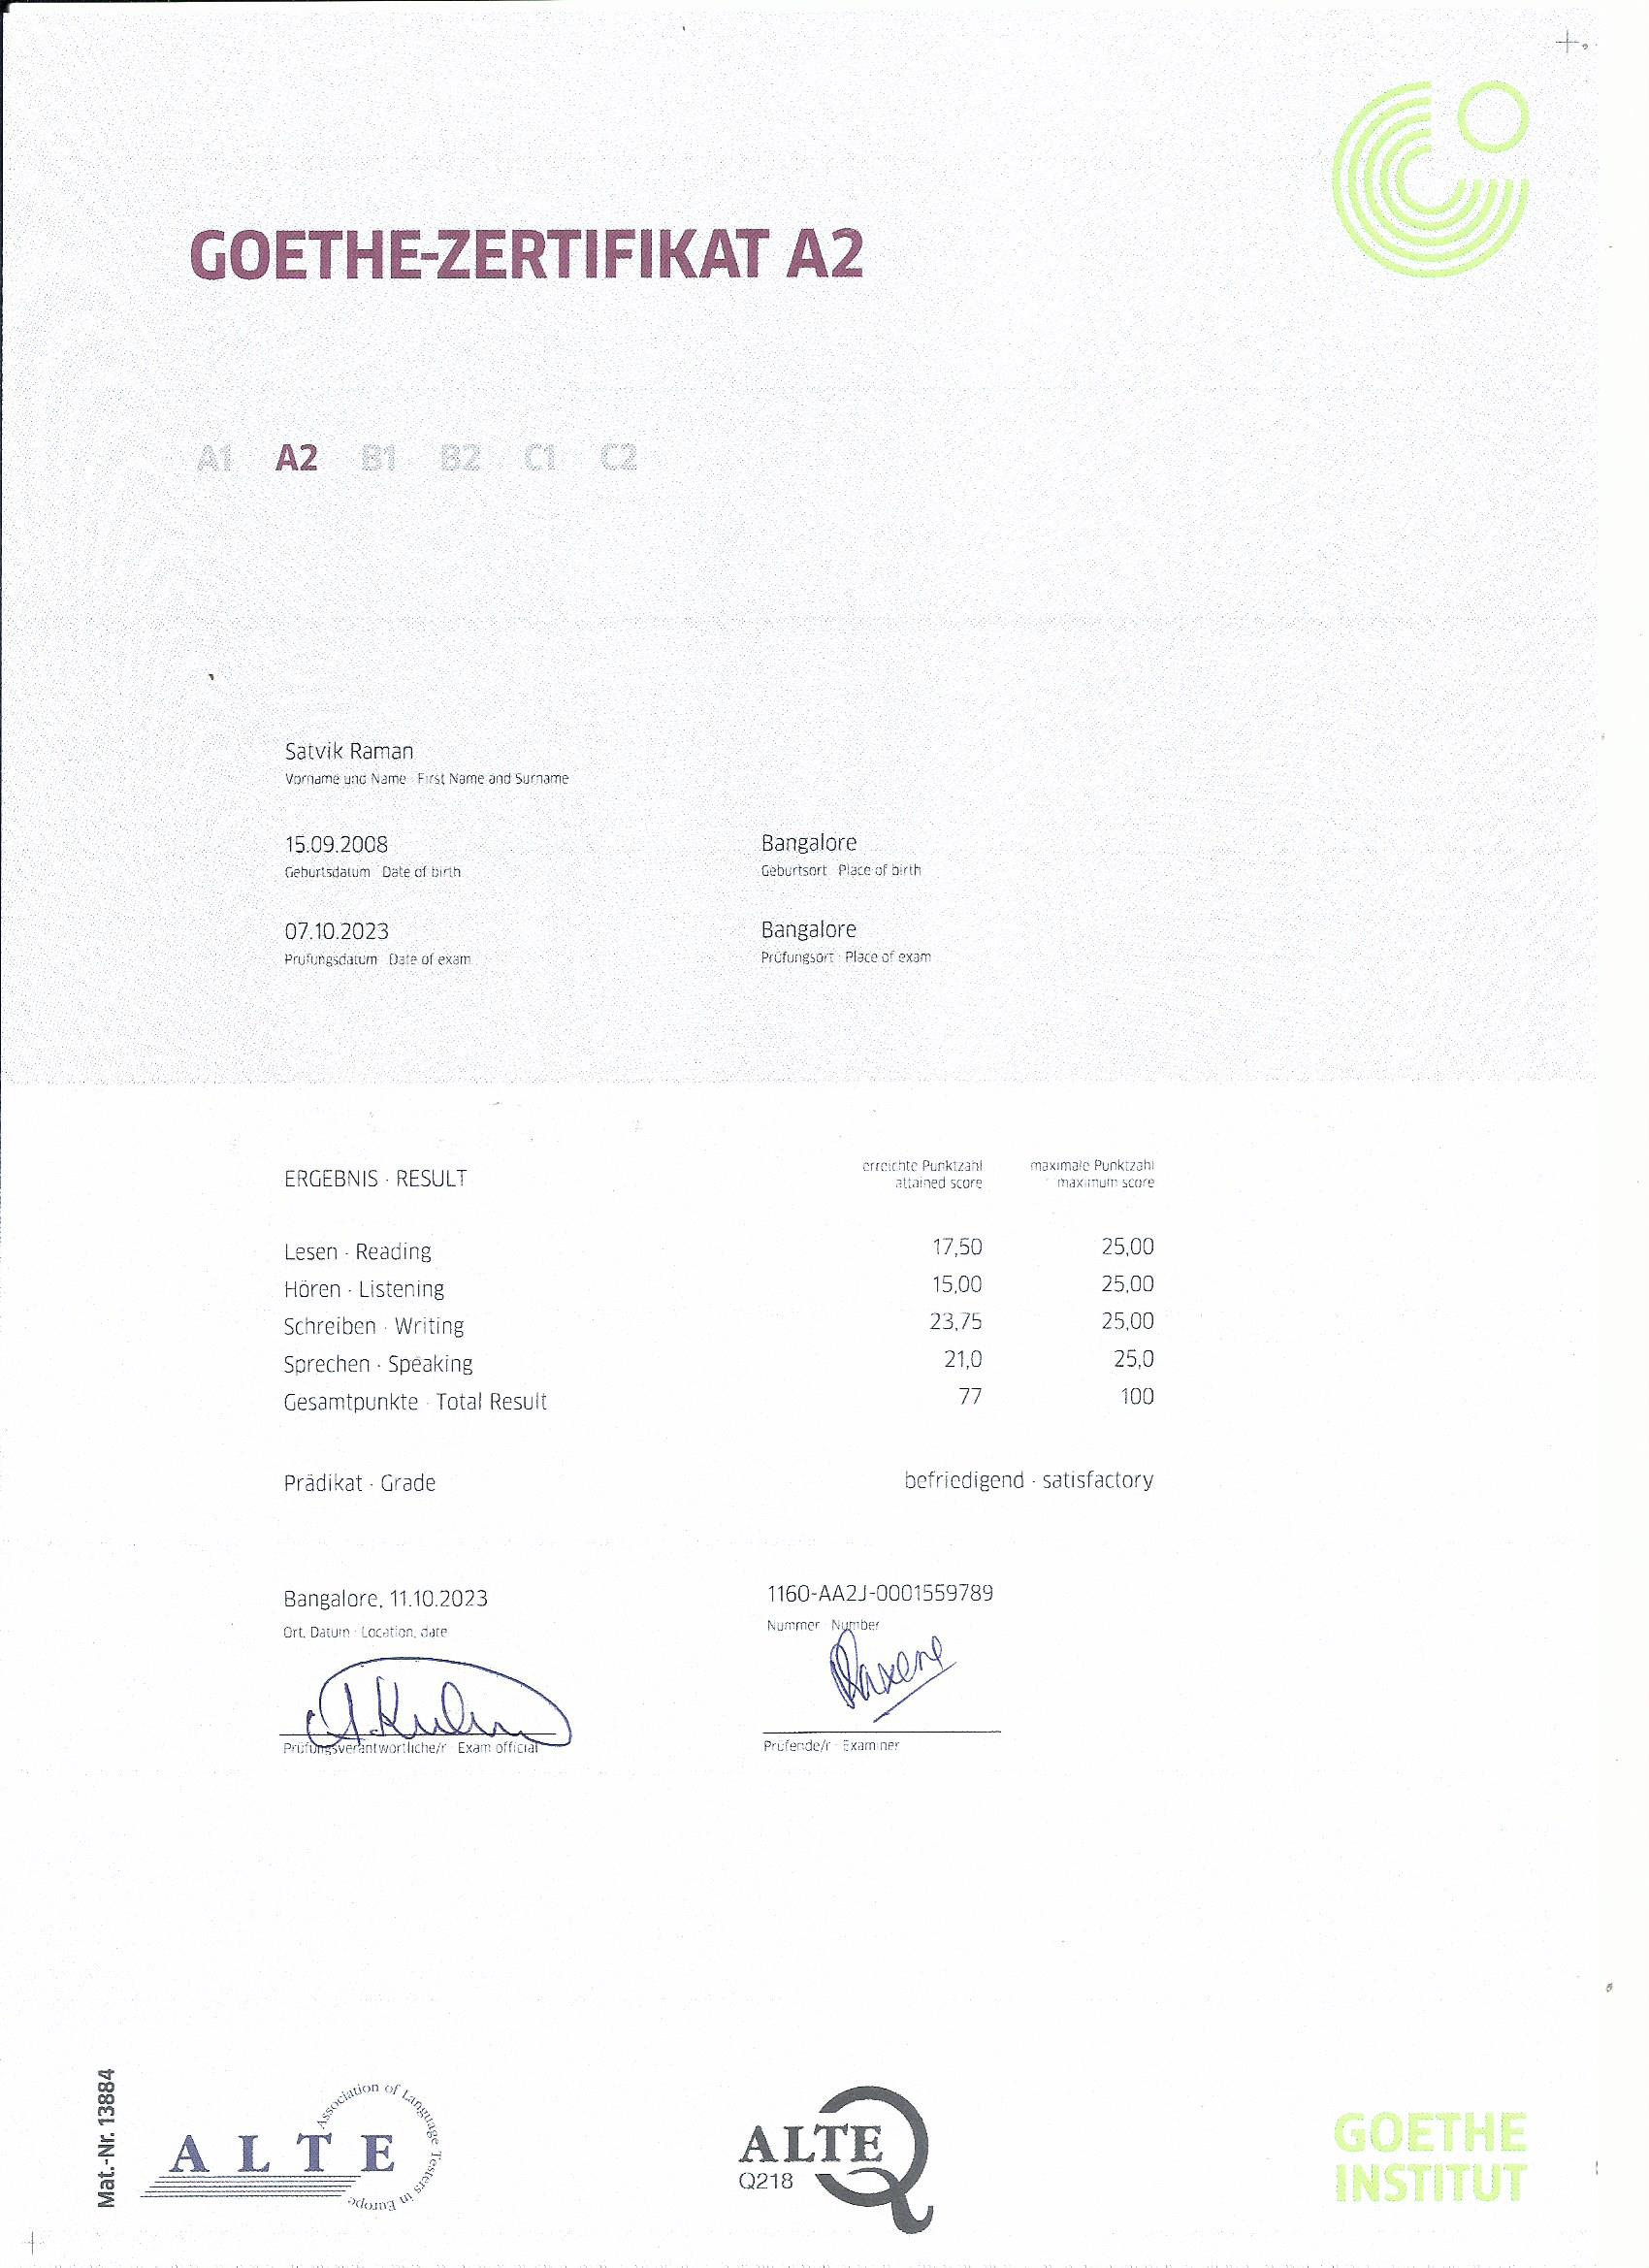 GOETHE-ZERTIFIKAT A2
A1 A2 B1 B2 C1 C2
Satvik Raman
Vorname und Name · First Name and Surname
15.09.2008
Geburtsdatum · Date of birth
Bangalore
Geburtsort · Place of birth
07.10.2023
Prüfungsdatum · Date of exam
Bangalore
Prüfungsort · Place of exam
ERGEBNIS · RESULT
erreichte Punktzahl
attained score
maximale Punktzahl
maximum score
Lesen · Reading 17,50 25,00
Hören · Listening 15,00 25,00
Schreiben · Writing 23,75 25,00
Sprechen · Speaking 21,0 25,0
Gesamtpunkte · Total Result 77 100
Prädikat · Grade befriedigend · satisfactory
Bangalore, 11.10.2023
Ort, Datum · Location, date
1160-AA2J-0001559789
Nummer · Number
Prüfungsverantwortliche/r · Exam official
Prüfende/r · Examiner
Mat.-Nr. 13884
ALTE
Association of Language Testers in Europe
ALTE
Q218
GOETHE
INSTITUT